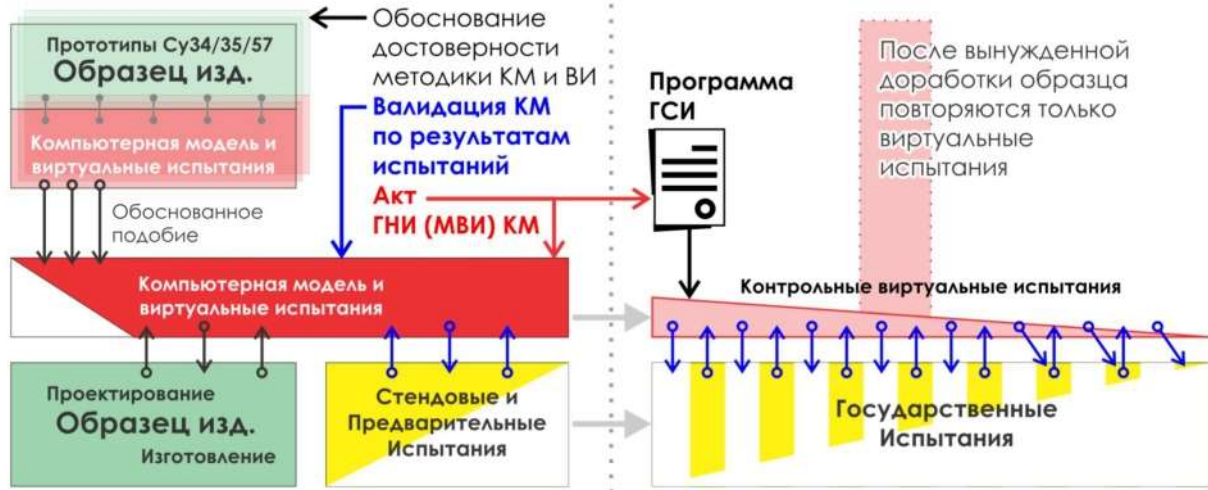 Прототипы Су34/35/57
Образец изд.
Компьютерная модель и
виртуальные испытания
Обоснованное
подобие
Обоснование
достоверности
методики КМ и ВИ
Валидация КМ
по результатам
испытаний
Акт
ГНИ (МВИ) КМ
Компьютерная модель и
виртуальные испытания
Проектирование
Образец изд.
Изготовление
Стендовые и
Предварительные
Испытания
Программа
ГСИ
После вынужденной
доработки образца
повторяются только
виртуальные
испытания
Контрольные виртуальные испытания
Государственные
Испытания